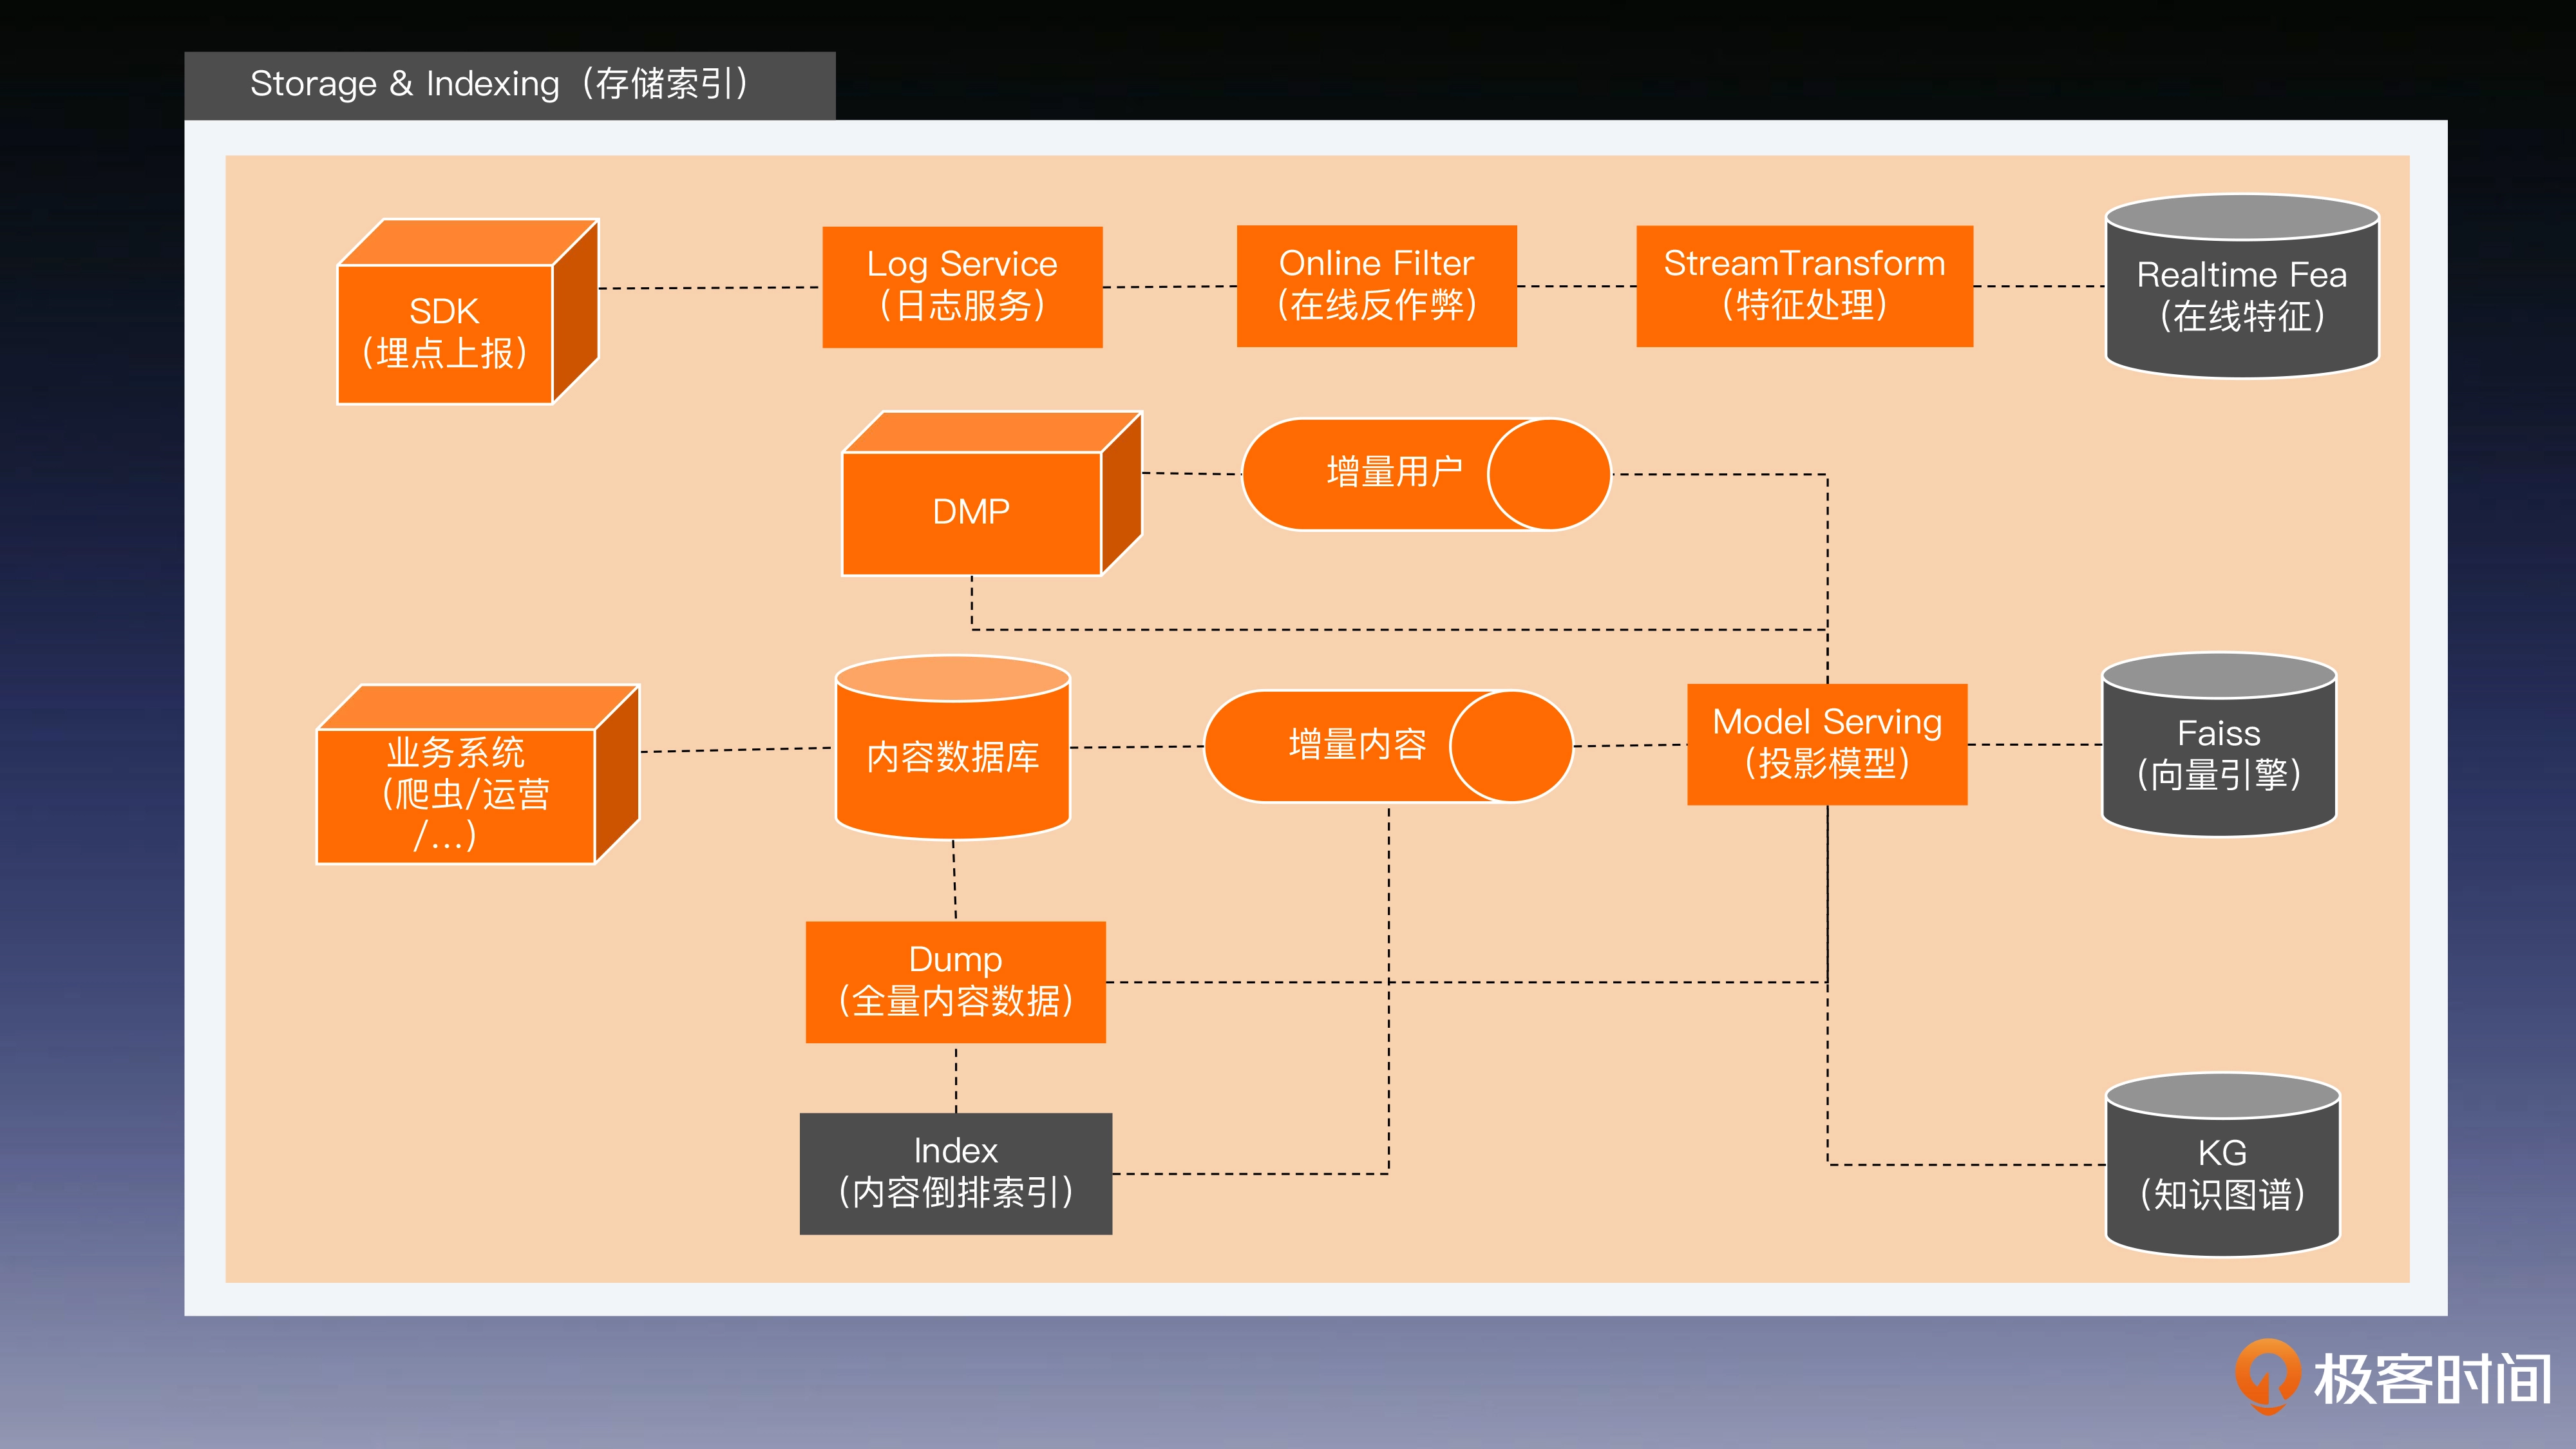 Storage & Indexing（存储索引）
SDK
（埋点上报）
Log Service
（日志服务）
Online Filter
（在线反作弊）
StreamTransform
（特征处理）
Realtime Fea
（在线特征）
DMP
增量用户
业务系统
（爬虫/运营
/...）
内容数据库
增量内容
Model Serving
（投影模型）
Faiss
（向量引擎）
Dump
（全量内容数据）
Index
（内容倒排索引）
KG
（知识图谱）
极客时间